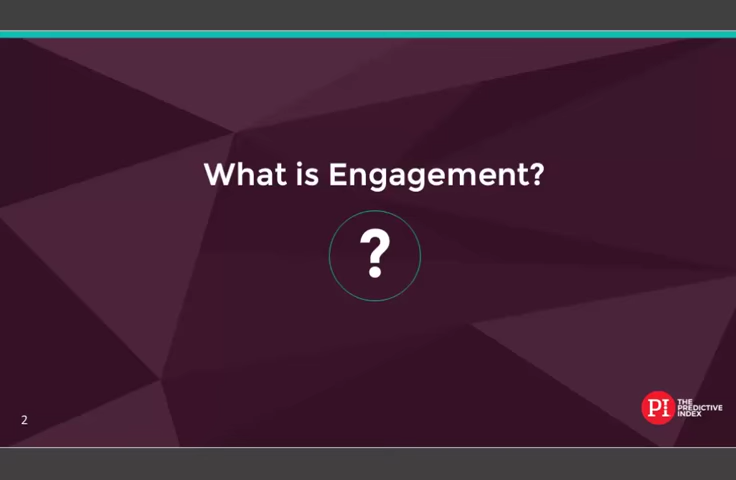 What is Engagement?
?
2
PI THE
PREDICTIVE
INDEX